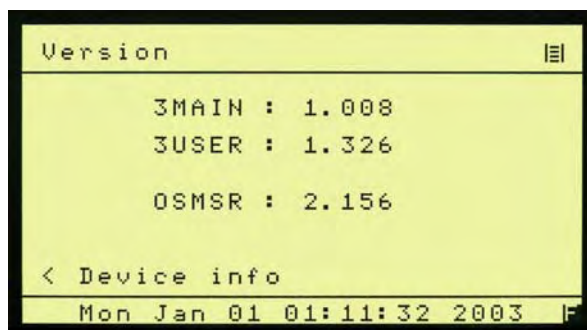 Version
3MAIN : 1.008
3USER : 1.326
OSMSR : 2.156
< Device info
Mon Jan 01 01:11:32 2003